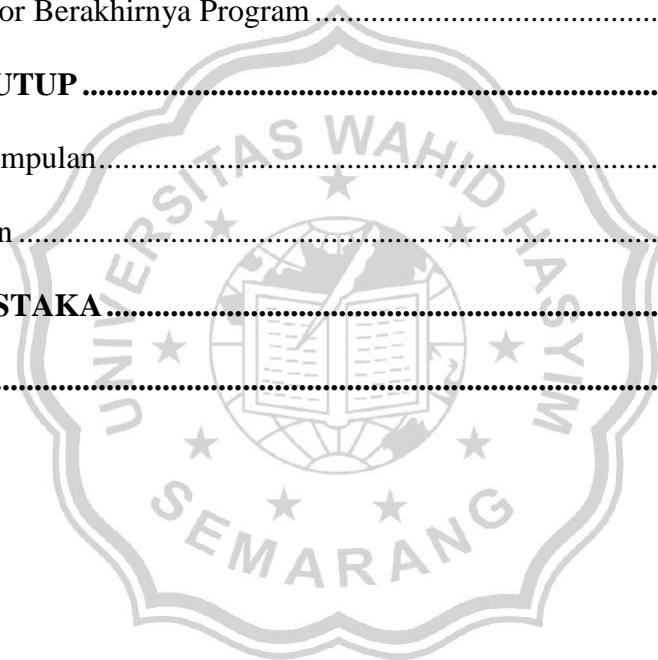 or Berakhirnya Program ........................................................
UTUP ........................................................................................
mpulan.......................................................................................
n ...................................................................................................
STAKA ......................................................................................
.....................................................................................................
UNIVERSITAS WAHID HASYIM
SEMARANG